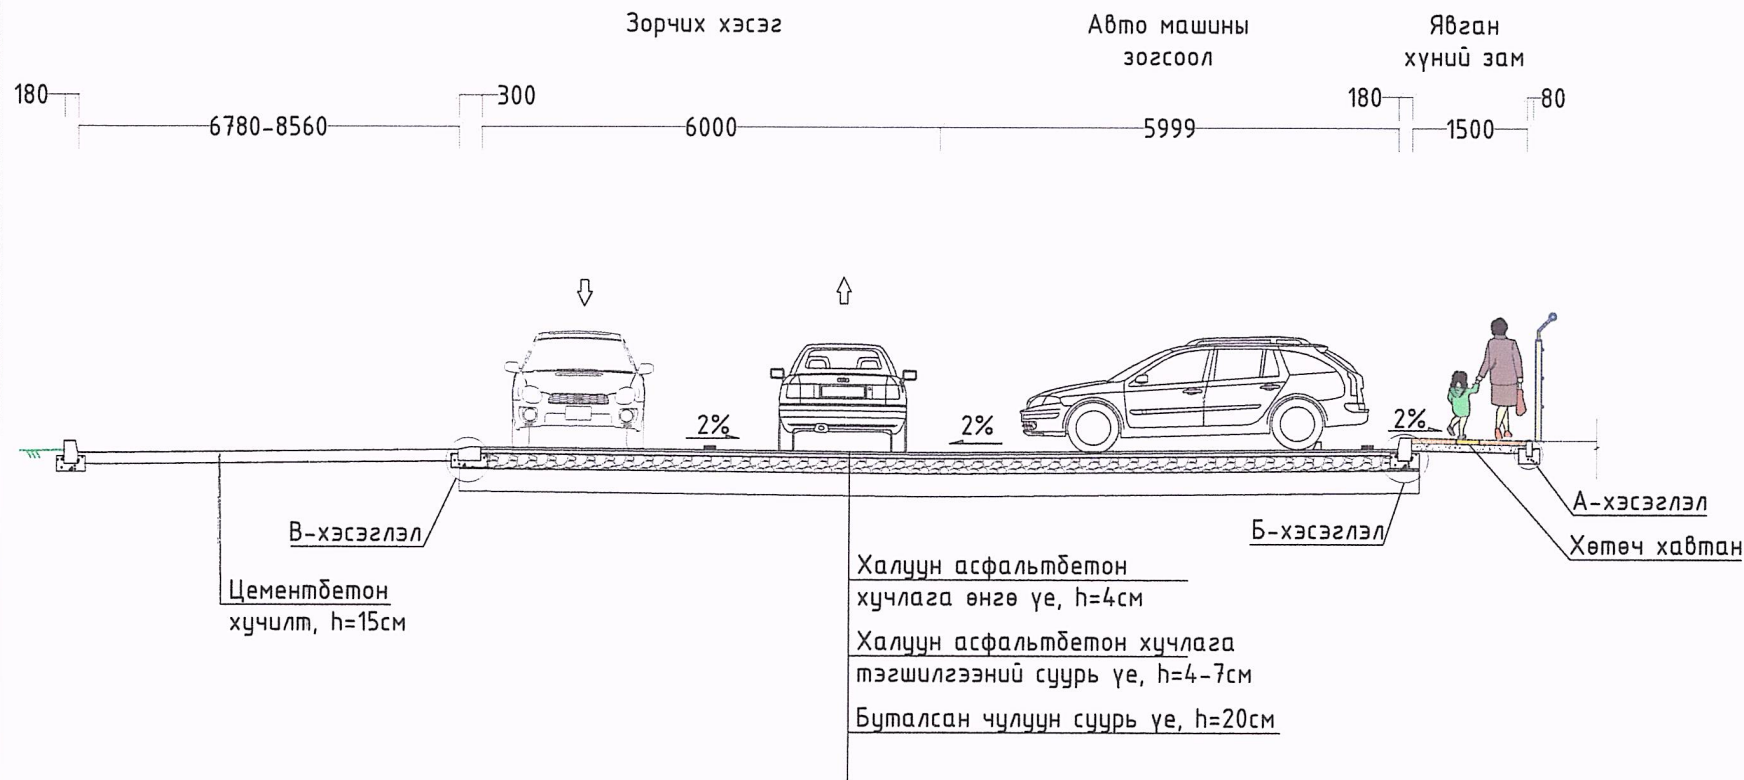 Зорчих хэсэг
Авто машины
зогсоол
Явган
хүний зам
180
300
180
80
6780-8560
6000
5999
1500
2%
2%
2%
А-хэсэглэл
В-хэсэглэл
Б-хэсэглэл
Хөтөч хавтан
Халуун асфальтбетон
хучлага өнгө үе, h=4см
Цементбетон
хучилт, h=15см
Халуун асфальтбетон хучлага
тэгшилгээний суурь үе, h=4-7см
Буталсан чулуун суурь үе, h=20см